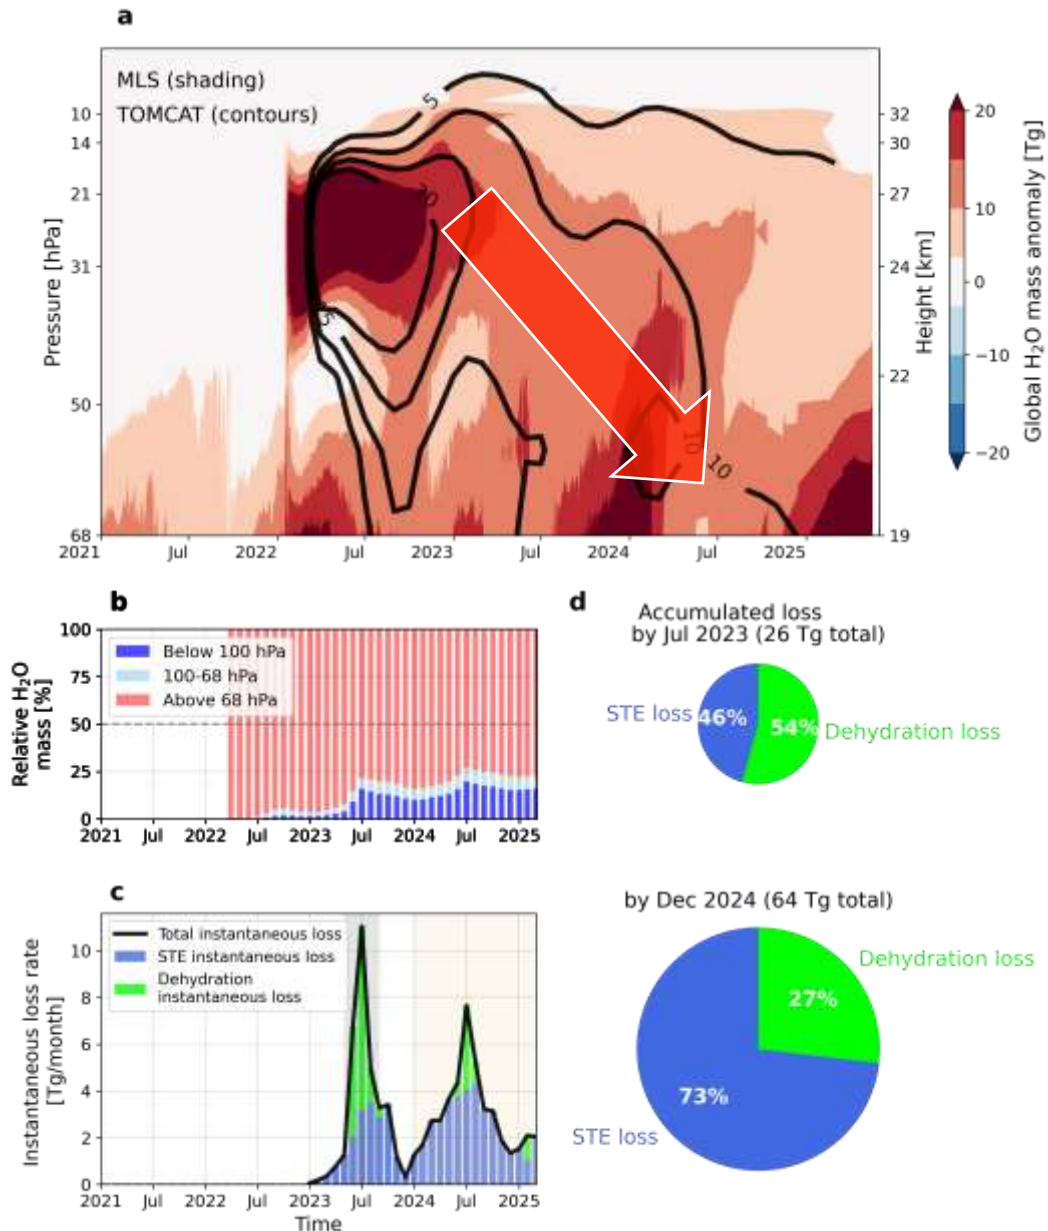 a
MLS (shading)
TOMCAT (contours)
Pressure [hPa]
10
14
21
31
50
68
5
20
15
10
10
32
30
27
24
22
19
Height [km]
20
10
0
−10
−20
Global H₂O mass anomaly [Tg]
2021 Jul 2022 Jul 2023 Jul 2024 Jul 2025
b
Relative H₂O
mass [%]
100
75
50
25
0
Below 100 hPa
100-68 hPa
Above 68 hPa
2021 Jul 2022 Jul 2023 Jul 2024 Jul 2025
d
Accumulated loss
by Jul 2023 (26 Tg total)
STE loss 46% 54% Dehydration loss
c
Instantaneous loss rate
[Tg/month]
10
8
6
4
2
0
Total instantaneous loss
STE instantaneous loss
Dehydration
instantaneous loss
2021 Jul 2022 Jul 2023 Jul 2024 Jul 2025
Time
by Dec 2024 (64 Tg total)
Dehydration loss
27%
73%
STE loss